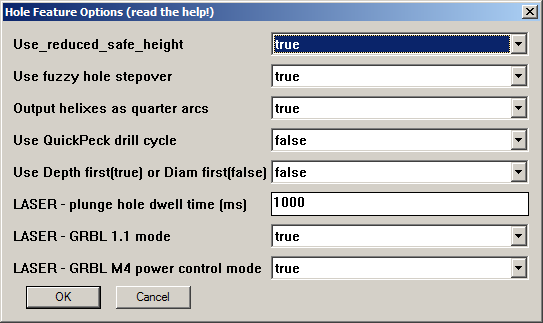 Hole Feature Options (read the help!)
Use_reduced_safe_height true
Use fuzzy hole stepover true
Output helixes as quarter arcs true
Use QuickPeck drill cycle false
Use Depth first(true) or Diam first(false) false
LASER - plunge hole dwell time (ms) 1000
LASER - GRBL 1.1 mode true
LASER - GRBL M4 power control mode true
OK Cancel